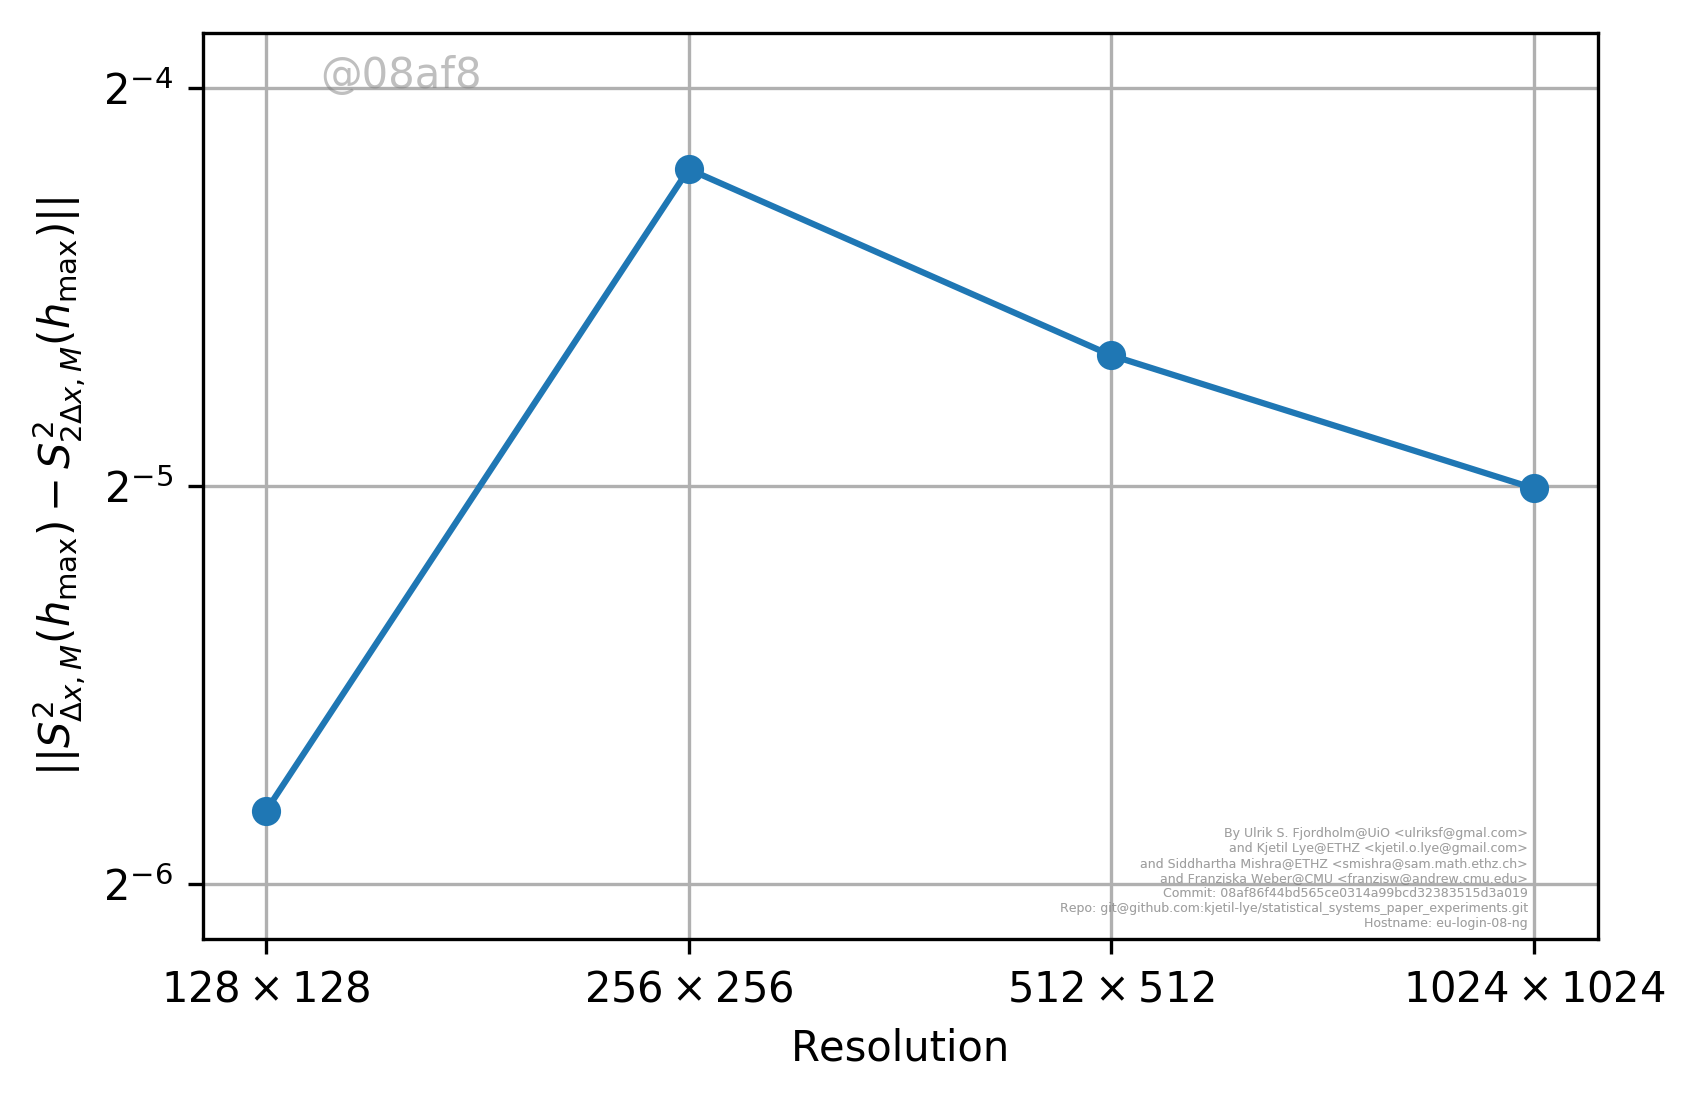 @08af8
2⁻⁴
2⁻⁵
2⁻⁶
||S²_{Δx, M}(h_max) − S²_{2Δx, M}(h_max)||
By Ulrik S. Fjordholm@UiO <ulriksf@gmal.com>
and Kjetil Lye@ETHZ <kjetil.o.lye@gmail.com>
and Siddhartha Mishra@ETHZ <smishra@sam.math.ethz.ch>
and Franziska Weber@CMU <franzisw@andrew.cmu.edu>
Commit: 08af86f44bd565ce0314a99bcd32383515d3a019
Repo: git@github.com:kjetil-lye/statistical_systems_paper_experiments.git
Hostname: eu-login-08-ng
128 × 128 256 × 256 512 × 512 1024 × 1024
Resolution